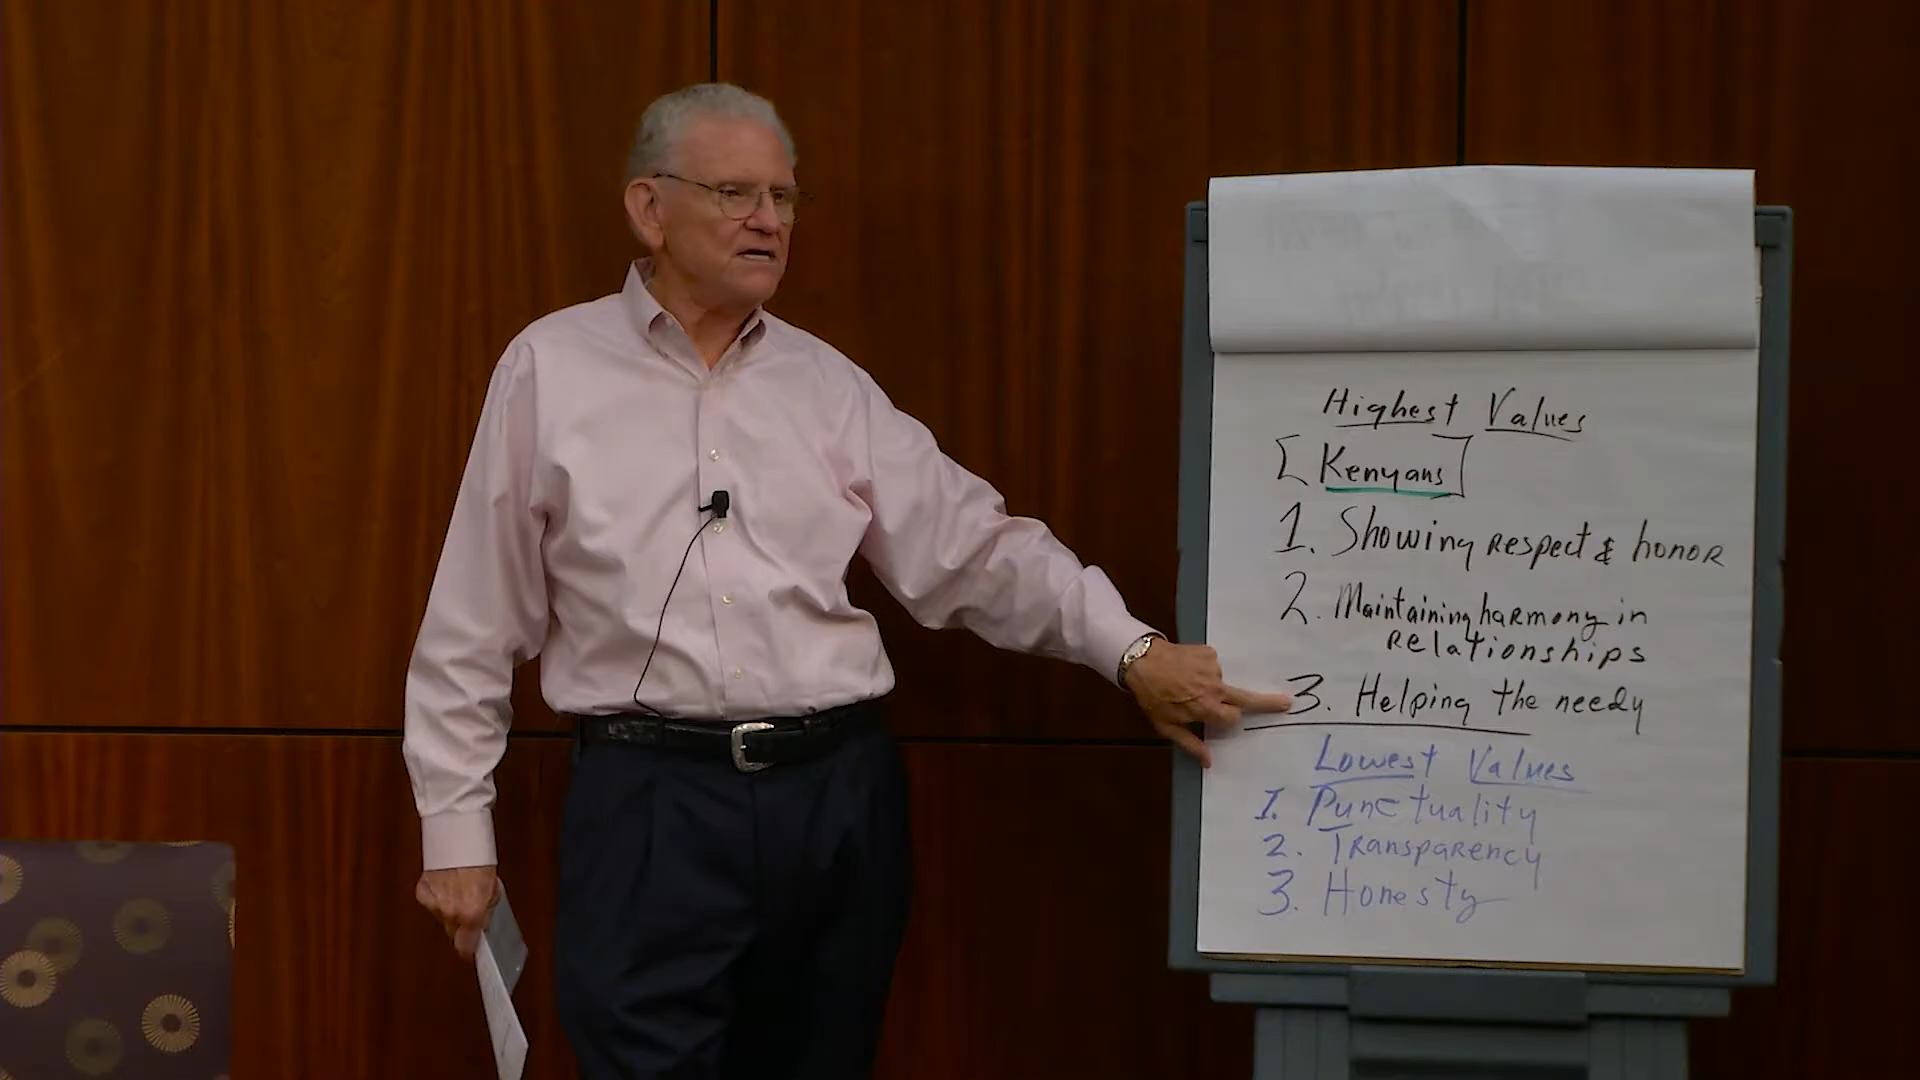 Highest Values
[Kenyans]
1. Showing respect & honor
2. Maintaining harmony in
relationships
3. Helping the needy
Lowest Values
1. Punctuality
2. Transparency
3. Honesty